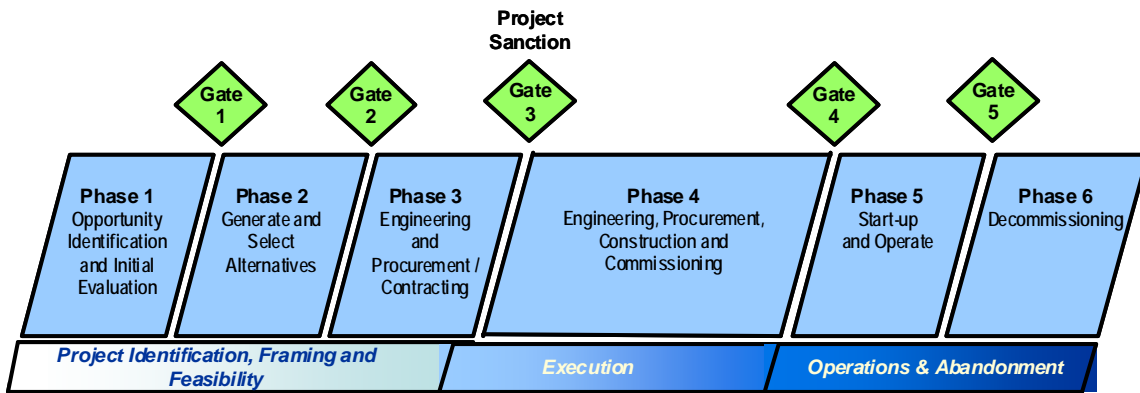 Project
Sanction
Gate
1
Gate
2
Gate
3
Gate
4
Gate
5
Phase 1
Opportunity
Identification
and Initial
Evaluation
Phase 2
Generate and
Select
Alternatives
Phase 3
Engineering
and
Procurement /
Contracting
Phase 4
Engineering, Procurement,
Construction and
Commissioning
Phase 5
Start-up
and Operate
Phase 6
Decommissioning
Project Identification, Framing and
Feasibility
Execution
Operations & Abandonment